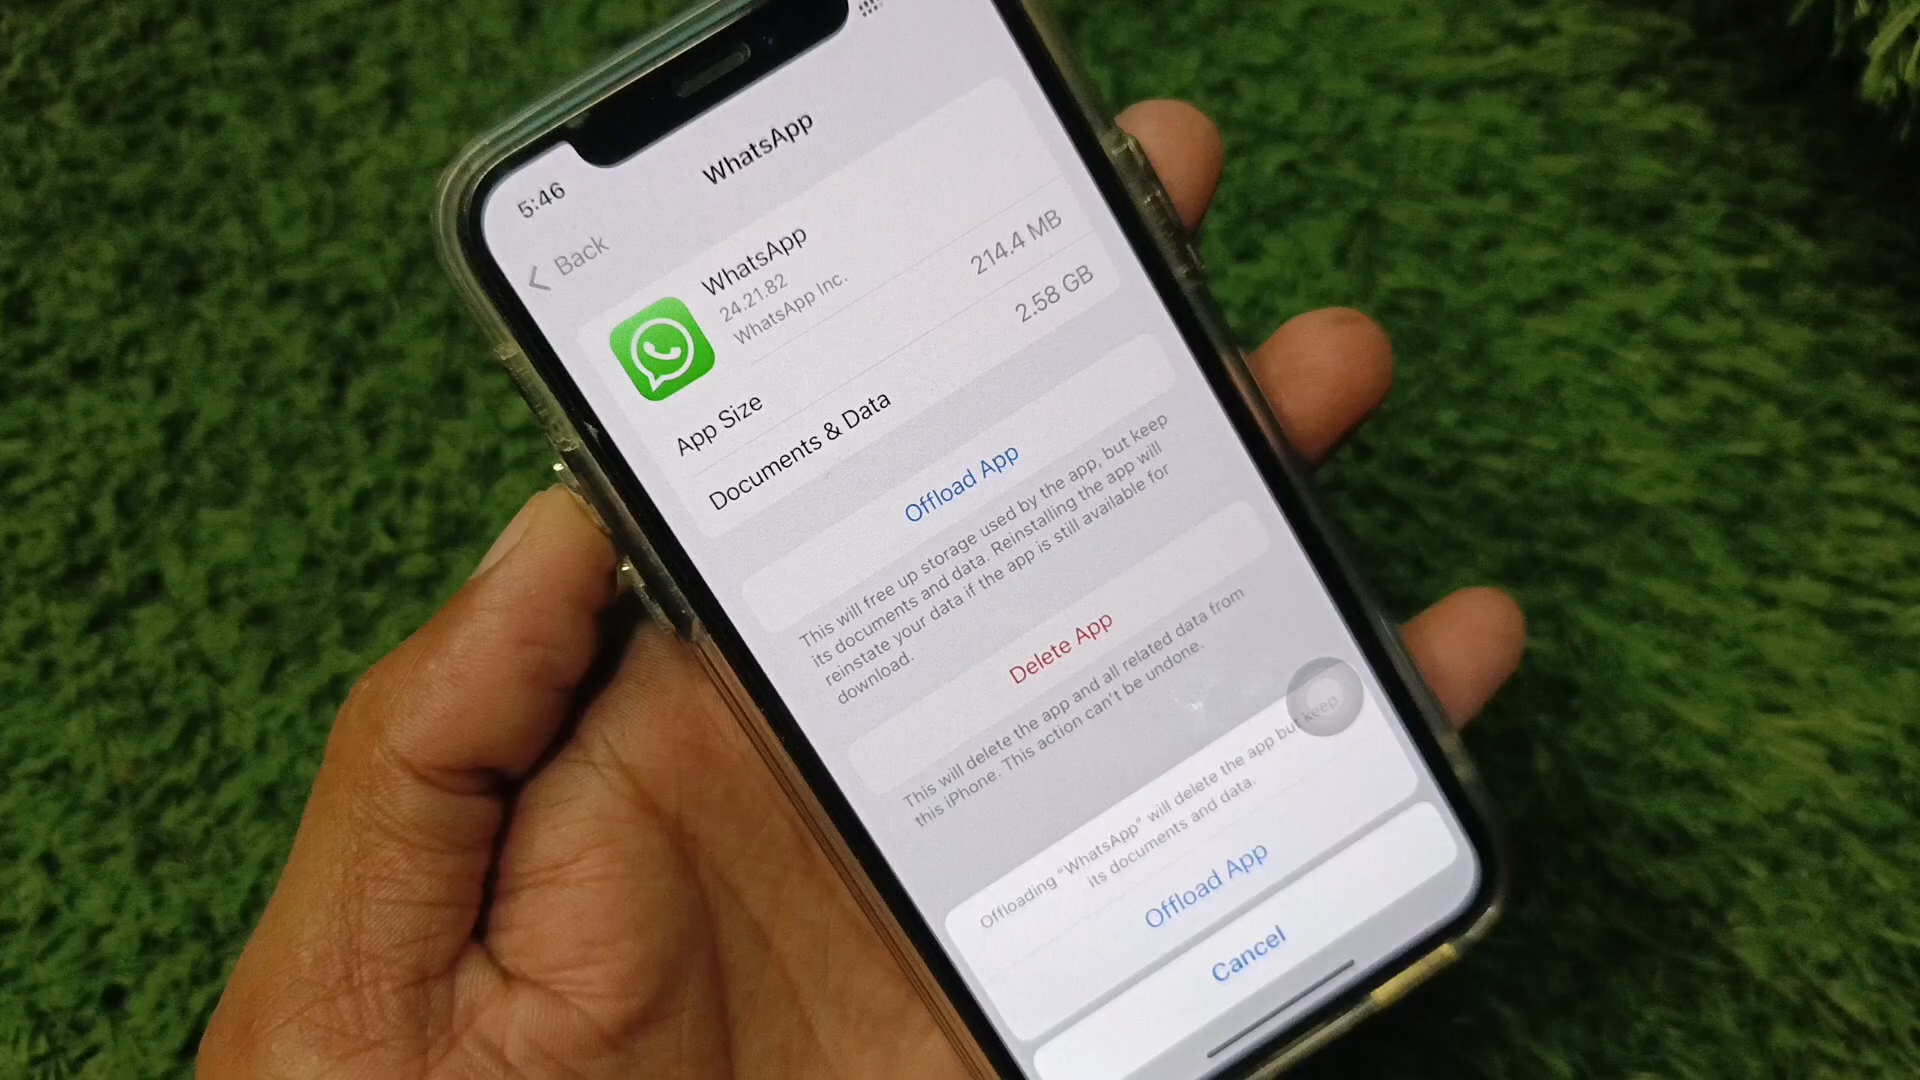 5:46
Back
WhatsApp
WhatsApp
24.21.82
WhatsApp Inc.
App Size
214.4 MB
Documents & Data
2.58 GB
Offload App
This will free up storage used by the app, but keep
its documents and data. Reinstalling the app will
reinstate your data if the app is still available for
download.
Delete App
This will delete the app and all related data from
this iPhone. This action can't be undone.
Offloading “WhatsApp” will delete the app but keep
its documents and data.
Offload App
Cancel